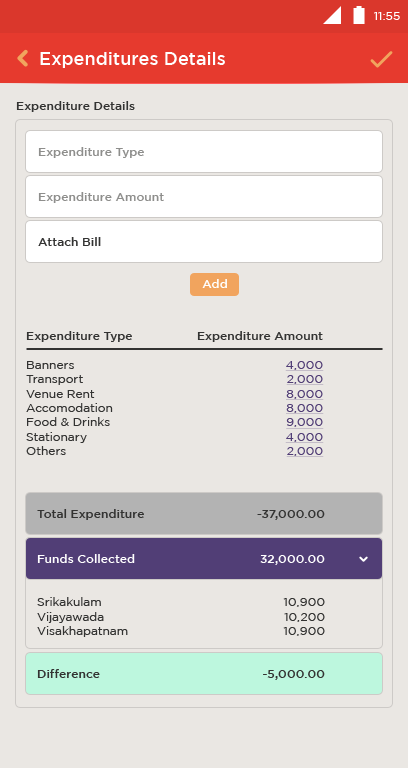 11:55
Expenditures Details
Expenditure Details
Expenditure Type
Expenditure Amount
Attach Bill
Add
Expenditure Type Expenditure Amount
Banners 4,000
Transport 2,000
Venue Rent 8,000
Accomodation 8,000
Food & Drinks 9,000
Stationary 4,000
Others 2,000
Total Expenditure -37,000.00
Funds Collected 32,000.00
Srikakulam 10,900
Vijayawada 10,200
Visakhapatnam 10,900
Difference -5,000.00